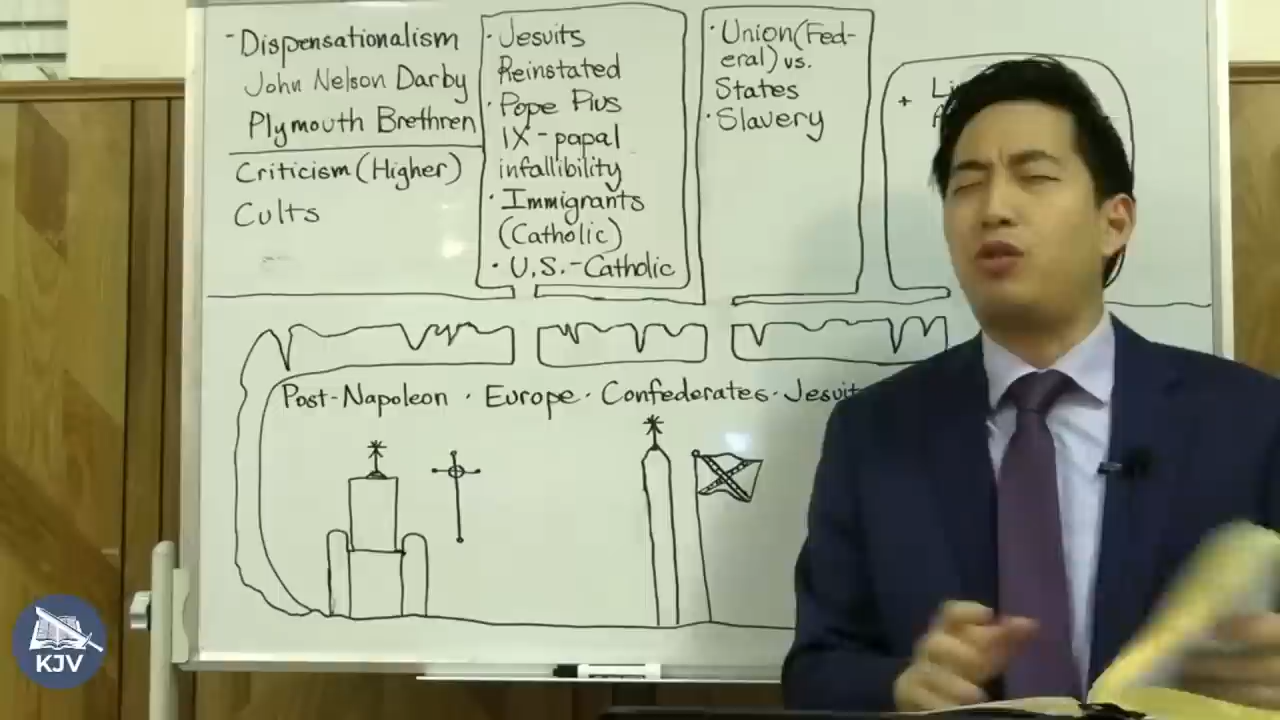 - Dispensationalism
John Nelson Darby
Plymouth Brethren
Criticism (Higher)
Cults
· Jesuits
Reinstated
· Pope Pius
IX - papal
infallibility
· Immigrants
(Catholic)
· U.S.-Catholic
· Union (Fed-
eral) vs.
States
· Slavery
+
Post-Napoleon · Europe · Confederates · Jesuit
KJV